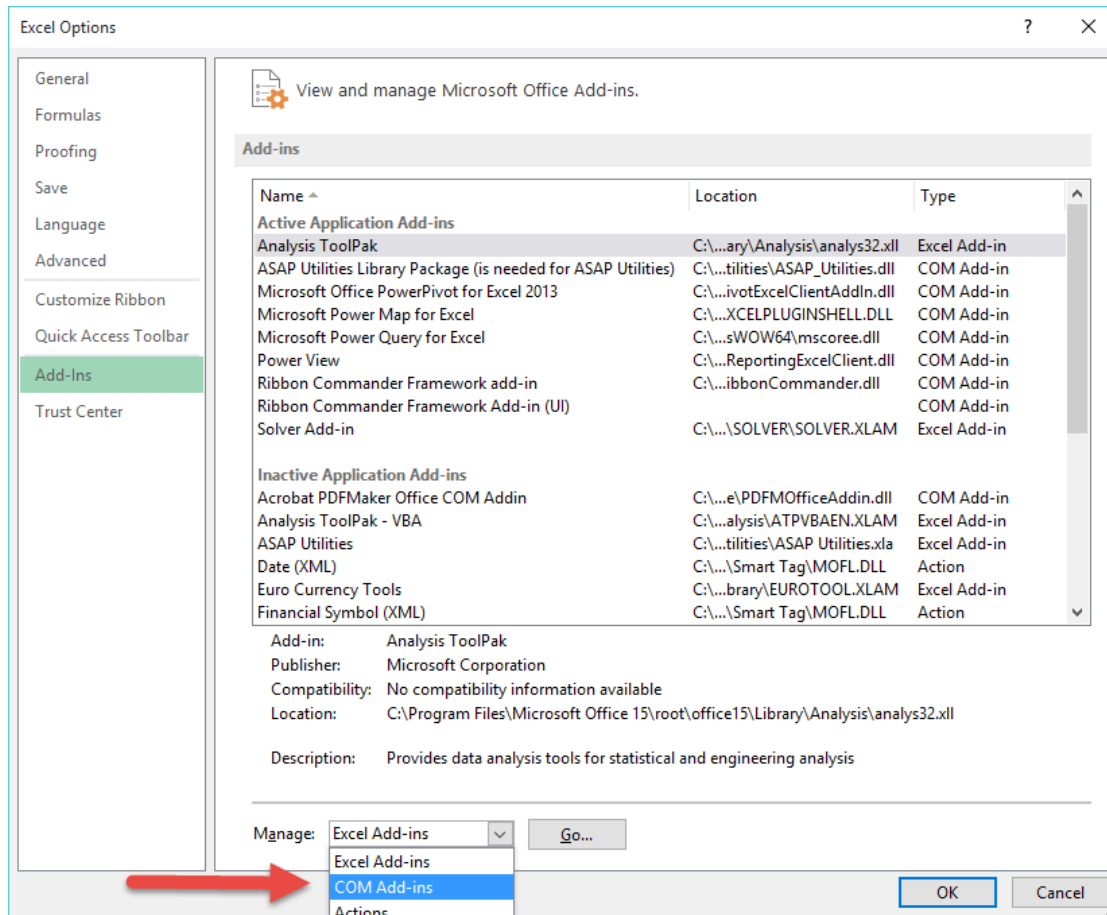 Excel Options
?
General
Formulas
Proofing
Save
Language
Advanced
Customize Ribbon
Quick Access Toolbar
Add-Ins
Trust Center
View and manage Microsoft Office Add-ins.
Add-ins
Name Location Type
Active Application Add-ins
Analysis ToolPak C:\...ary\Analysis\analys32.xll Excel Add-in
ASAP Utilities Library Package (is needed for ASAP Utilities) C:\...tilities\ASAP_Utilities.dll COM Add-in
Microsoft Office PowerPivot for Excel 2013 C:\...ivotExcelClientAddIn.dll COM Add-in
Microsoft Power Map for Excel C:\...XCELPLUGINSHELL.DLL COM Add-in
Microsoft Power Query for Excel C:\...sWOW64\mscoree.dll COM Add-in
Power View C:\...ReportingExcelClient.dll COM Add-in
Ribbon Commander Framework add-in C:\...ibbonCommander.dll COM Add-in
Ribbon Commander Framework Add-in (UI) COM Add-in
Solver Add-in C:\...\SOLVER\SOLVER.XLAM Excel Add-in
Inactive Application Add-ins
Acrobat PDFMaker Office COM Addin C:\...e\PDFMOfficeAddin.dll COM Add-in
Analysis ToolPak - VBA C:\...alysis\ATPVBAEN.XLAM Excel Add-in
ASAP Utilities C:\...tilities\ASAP Utilities.xla Excel Add-in
Date (XML) C:\...\Smart Tag\MOFL.DLL Action
Euro Currency Tools C:\...brary\EUROTOOL.XLAM Excel Add-in
Financial Symbol (XML) C:\...\Smart Tag\MOFL.DLL Action
Add-in: Analysis ToolPak
Publisher: Microsoft Corporation
Compatibility: No compatibility information available
Location: C:\Program Files\Microsoft Office 15\root\office15\Library\Analysis\analys32.xll
Description: Provides data analysis tools for statistical and engineering analysis
Manage: Excel Add-ins Go...
Excel Add-ins
COM Add-ins
Actions
OK Cancel